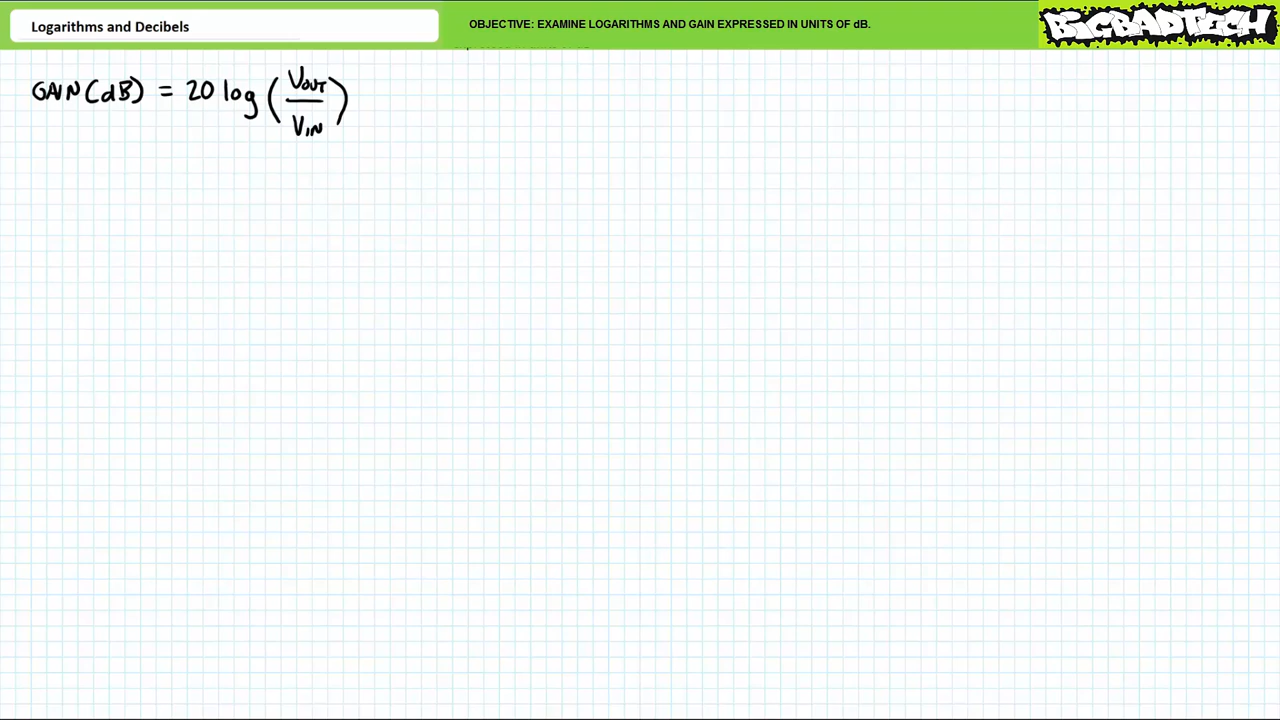 Logarithms and Decibels
OBJECTIVE: EXAMINE LOGARITHMS AND GAIN EXPRESSED IN UNITS OF dB.
BIGBADTECH
GAIN(dB) = 20 log (VOUT / VIN)